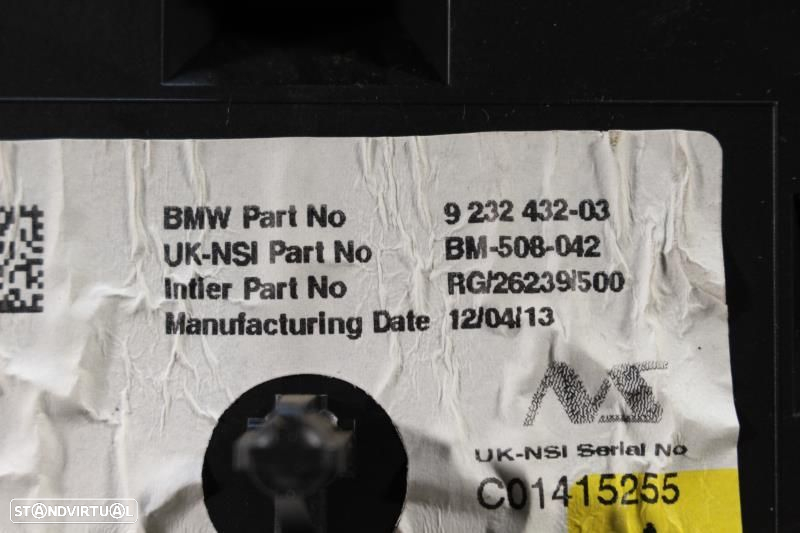 BMW Part No 9 232 432-03
UK-NSI Part No BM-508-042
Intier Part No RG/26239/500
Manufacturing Date 12/04/13
NS
UK-NSI Serial No
C01415255
STANDVIRTUAL